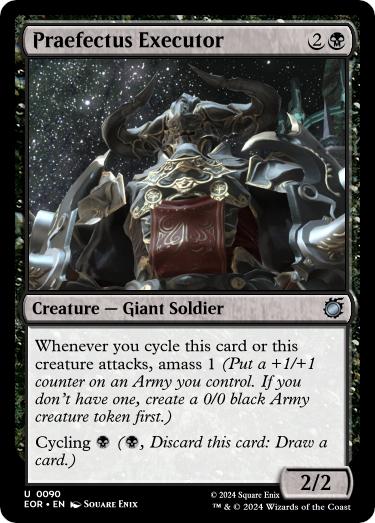 Praefectus Executor 2
Creature — Giant Soldier
Whenever you cycle this card or this
creature attacks, amass 1 (Put a +1/+1
counter on an Army you control. If you
don't have one, create a 0/0 black Army
creature token first.)
Cycling (, Discard this card: Draw a
card.)
2/2
U 0090
EOR • EN SQUARE ENIX
© 2024 Square Enix
™ & © 2024 Wizards of the Coast